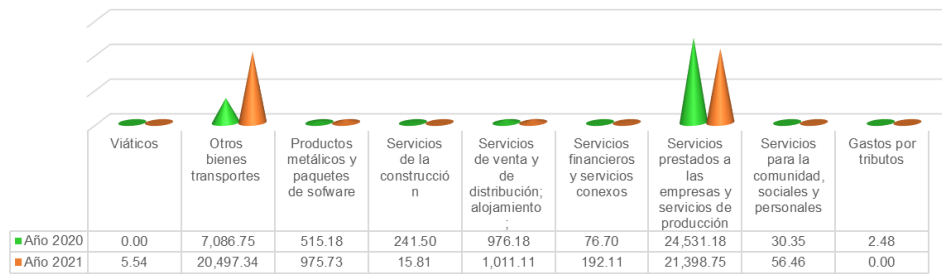 Viáticos
Otros
bienes
transportes
Productos
metálicos y
paquetes
de sofware
Servicios
de la
construcció
n
Servicios
de venta y
de
distribución;
alojamiento
;
Servicios
financieros
y servicios
conexos
Servicios
prestados a
las
empresas y
servicios de
producción
Servicios
para la
comunidad,
sociales y
personales
Gastos por
tributos
Año 2020 0.00 7,086.75 515.18 241.50 976.18 76.70 24,531.18 30.35 2.48
Año 2021 5.54 20,497.34 975.73 15.81 1,011.11 192.11 21,398.75 56.46 0.00